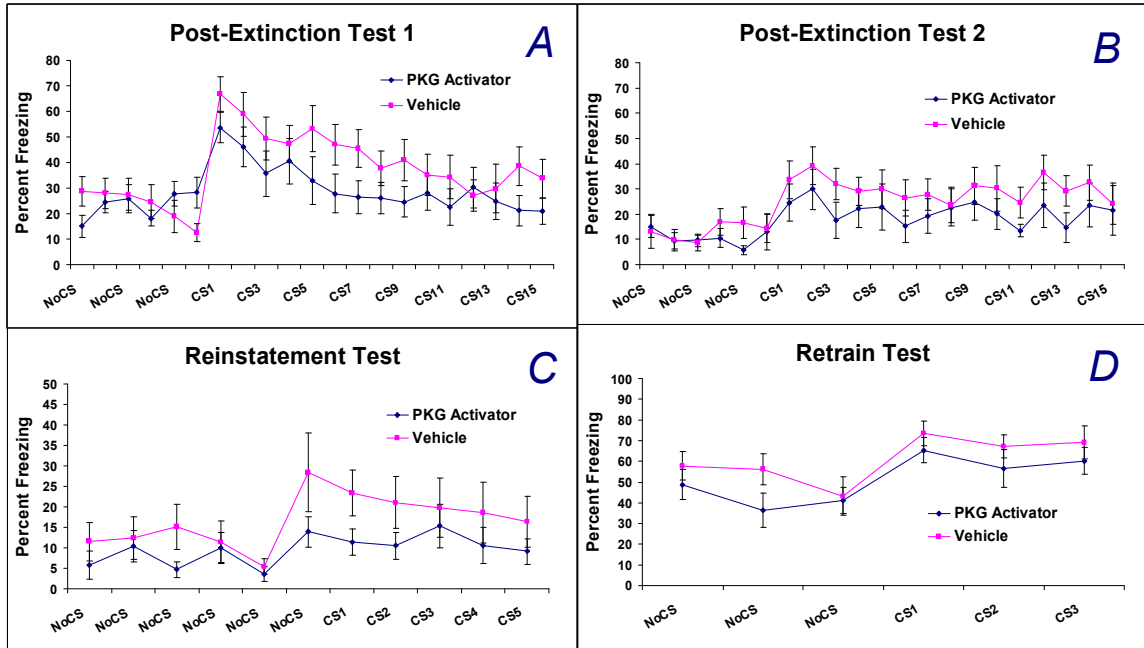 Post-Extinction Test 1
A
Percent Freezing
80
70
60
50
40
30
20
10
0
PKG Activator
Vehicle
NoCS NoCS NoCS CS1 CS3 CS5 CS7 CS9 CS11 CS13 CS15
Post-Extinction Test 2
B
Percent Freezing
80
70
60
50
40
30
20
10
0
PKG Activator
Vehicle
NoCS NoCS NoCS CS1 CS3 CS5 CS7 CS9 CS11 CS13 CS15
Reinstatement Test
C
Percent Freezing
50
45
40
35
30
25
20
15
10
5
0
PKG Activator
Vehicle
NoCS NoCS NoCS NoCS NoCS NoCS CS1 CS2 CS3 CS4 CS5
Retrain Test
D
Percent Freezing
100
90
80
70
60
50
40
30
20
10
0
PKG Activator
Vehicle
NoCS NoCS NoCS CS1 CS2 CS3